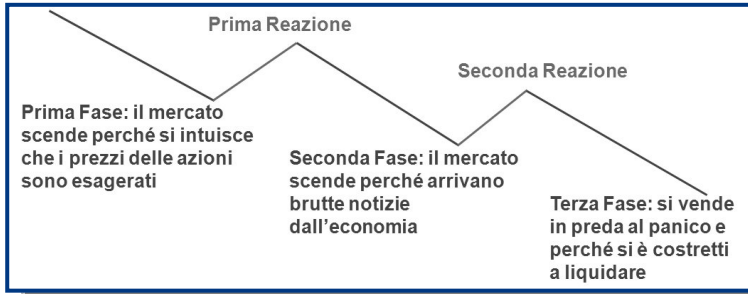 Prima Reazione
Seconda Reazione
Prima Fase: il mercato
scende perché si intuisce
che i prezzi delle azioni
sono esagerati
Seconda Fase: il mercato
scende perché arrivano
brutte notizie
dall'economia
Terza Fase: si vende
in preda al panico e
perché si è costretti
a liquidare